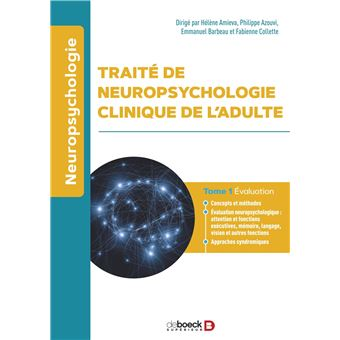 Neuropsychologie
Dirigé par Hélène Amieva, Philippe Azouvi,
Emmanuel Barbeau et Fabienne Collette
TRAITÉ DE
NEUROPSYCHOLOGIE
CLINIQUE DE L'ADULTE
Tome 1 Évaluation
Concepts et méthodes
Évaluation neuropsychologique :
attention et fonctions
exécutives, mémoire, langage,
vision et autres fonctions
Approches syndromiques
deboeck B
SUPÉRIEUR